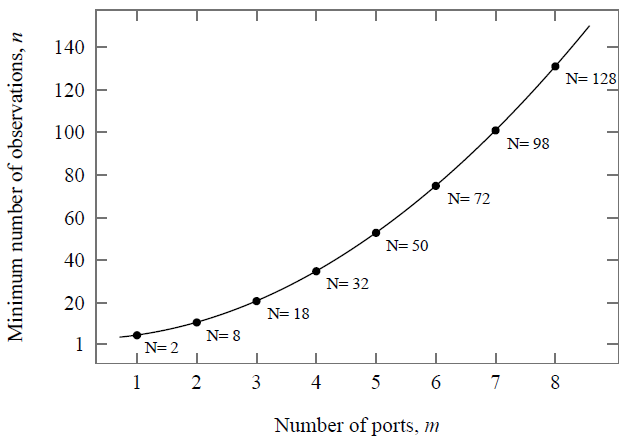 Minimum number of observations, n
140
120
100
80
60
40
20
1
N= 128
N= 98
N= 72
N= 50
N= 32
N= 18
N= 8
N= 2
1 2 3 4 5 6 7 8
Number of ports, m